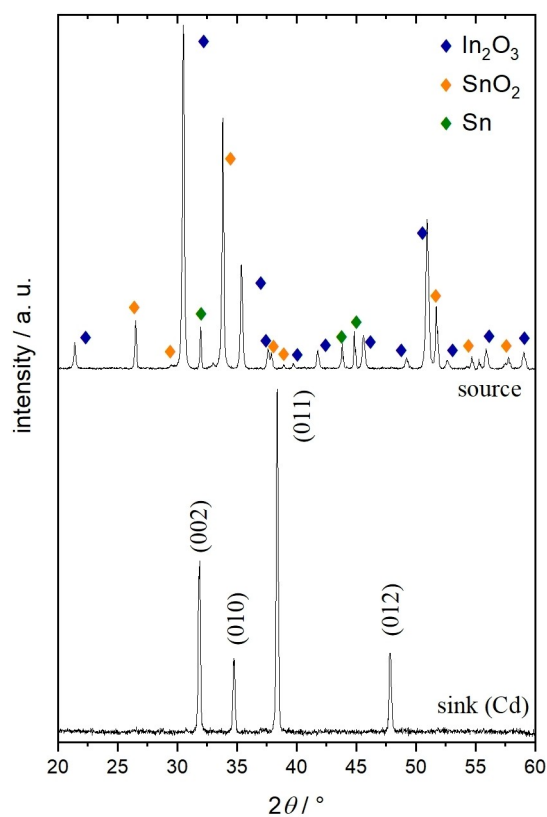 In₂O₃
SnO₂
Sn
source
(011)
(002)
(010)
(012)
sink (Cd)
intensity / a. u.
20 25 30 35 40 45 50 55 60
2θ / °